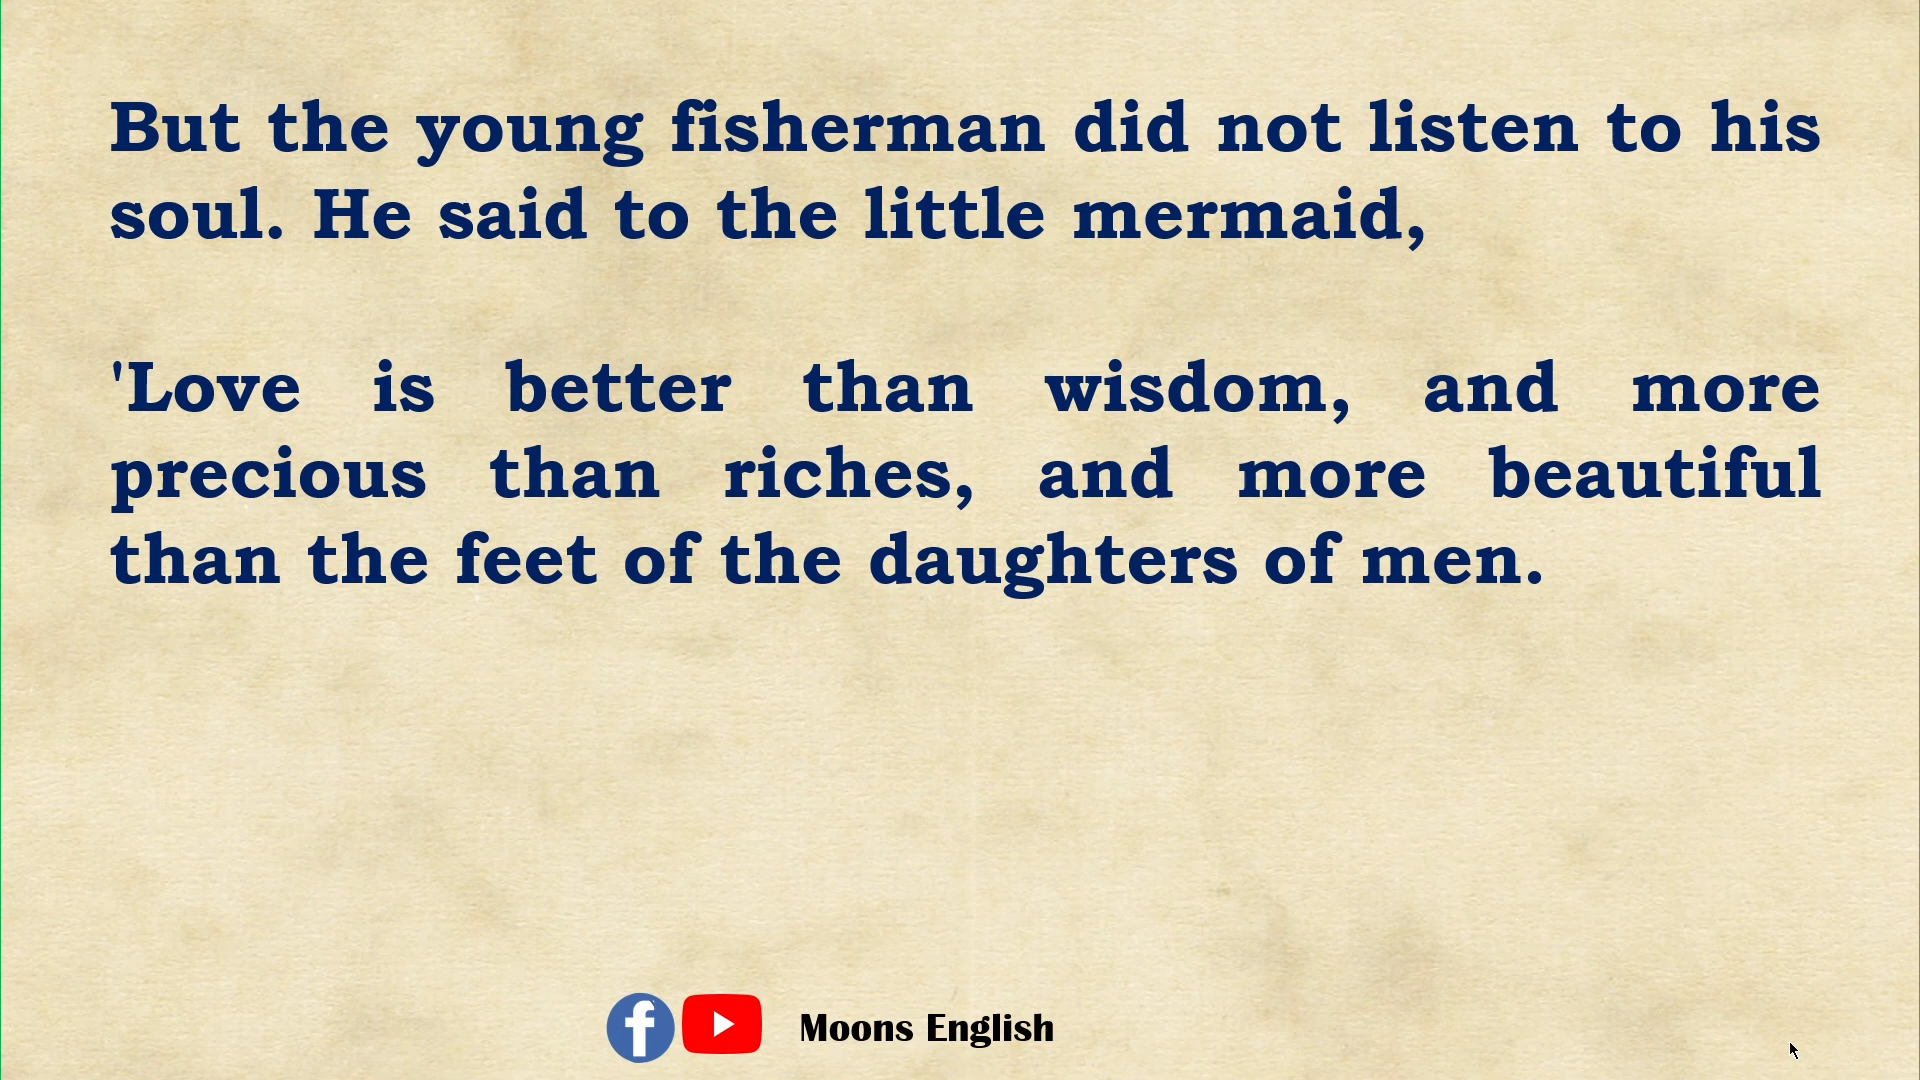 But the young fisherman did not listen to his
soul. He said to the little mermaid,
'Love is better than wisdom, and more
precious than riches, and more beautiful
than the feet of the daughters of men.
Moons English